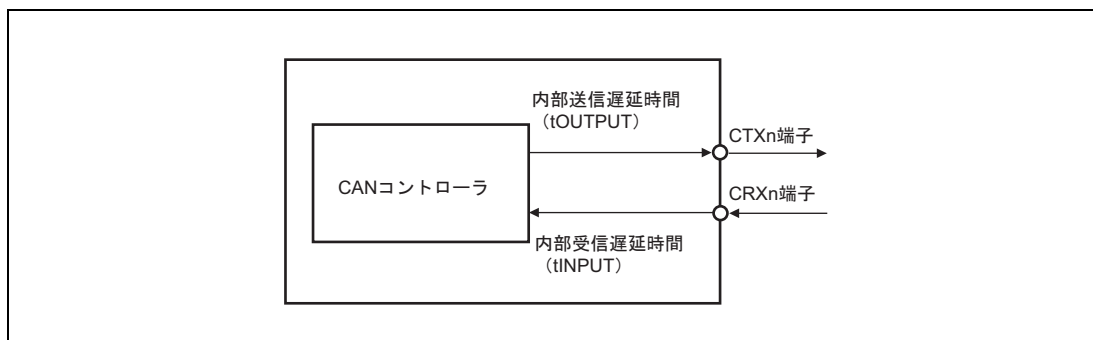 内部送信遅延時間
(tOUTPUT)
CTXn端子
CANコントローラ
CRXn端子
内部受信遅延時間
(tINPUT)